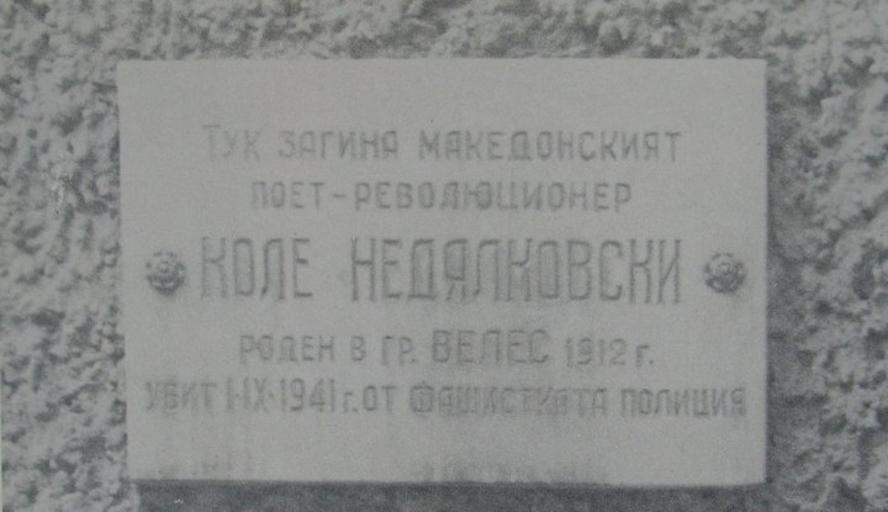 ТУК ЗАГИНА МАКЕДОНСКИЯТ
ПОЕТ-РЕВОЛЮЦИОНЕР
КОЛЕ НЕДЯЛКОВСКИ
РОДЕН В ГР. ВЕЛЕС 1912 г.
УБИТ 1·IX·1941 г. ОТ ФАШИСТКАТА ПОЛИЦИЯ